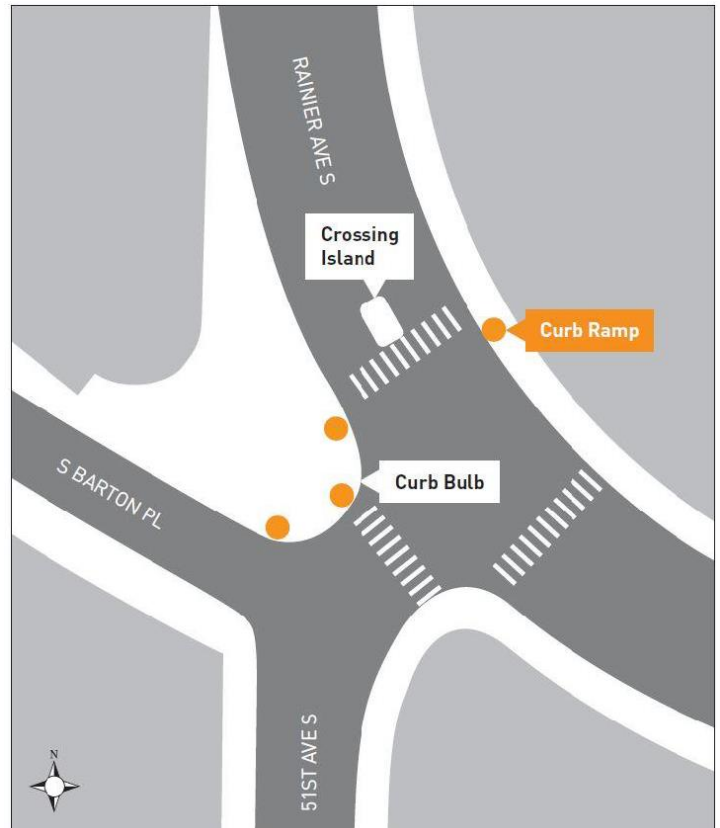 RAINIER AVE S
Crossing
Island
Curb Ramp
Curb Bulb
S BARTON PL
51ST AVE S
N